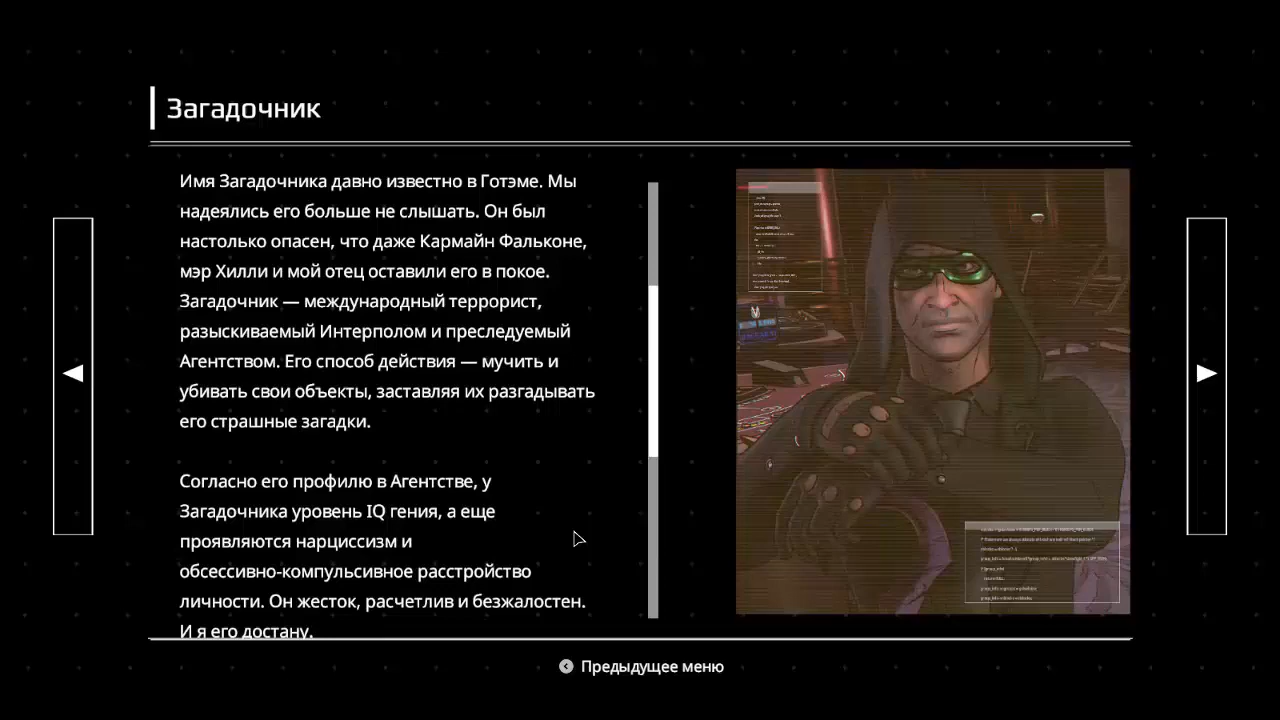 Загадочник
Имя Загадочника давно известно в Готэме. Мы
надеялись его больше не слышать. Он был
настолько опасен, что даже Кармайн Фальконе,
мэр Хилли и мой отец оставили его в покое.
Загадочник — международный террорист,
разыскиваемый Интерполом и преследуемый
Агентством. Его способ действия — мучить и
убивать свои объекты, заставляя их разгадывать
его страшные загадки.
Согласно его профилю в Агентстве, у
Загадочника уровень IQ гения, а еще
проявляются нарциссизм и
обсессивно-компульсивное расстройство
личности. Он жесток, расчетлив и безжалостен.
И я его достану.
Предыдущее меню